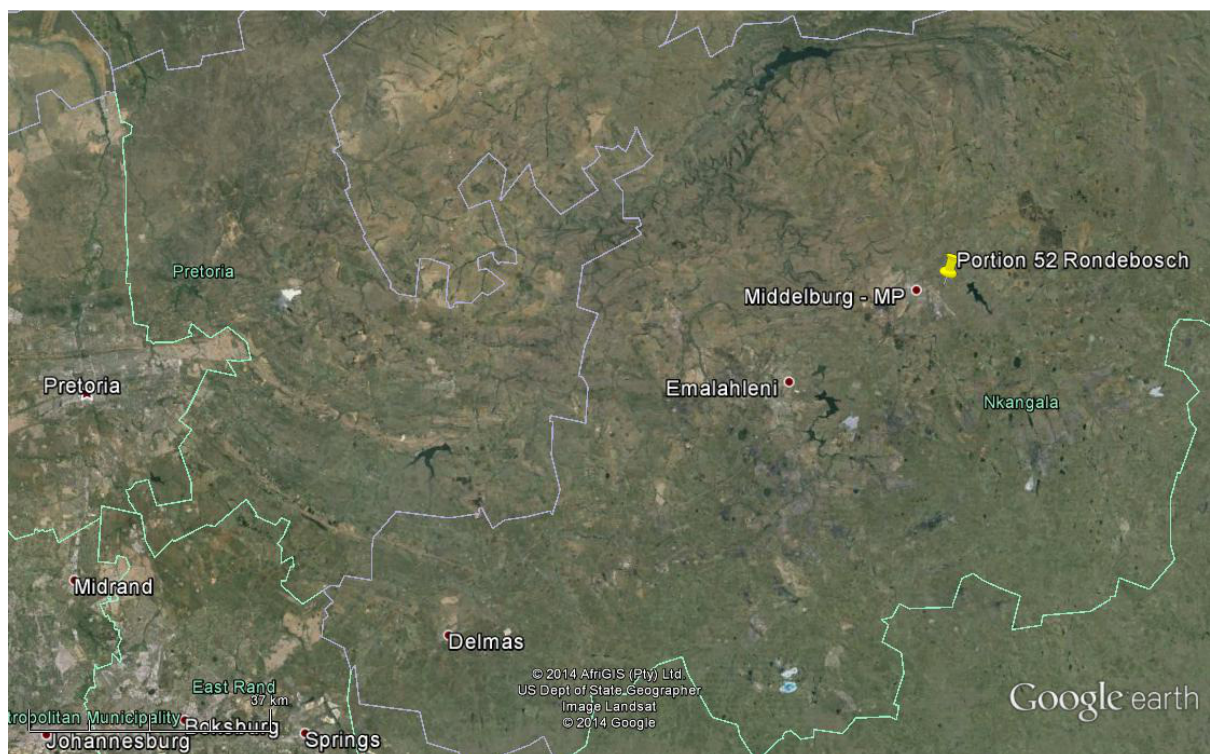 Portion 52 Rondebosch
Pretoria
Middelburg - MP
Pretoria
Emalahleni
Nkangala
Midrand
Delmas
© 2014 AfriGIS (Pty) Ltd.
US Dept of State Geographer
Image Landsat
© 2014 Google
Google earth
East Rand
37 km
tropolitan Municipality
Boksburg
Johannesburg
Springs